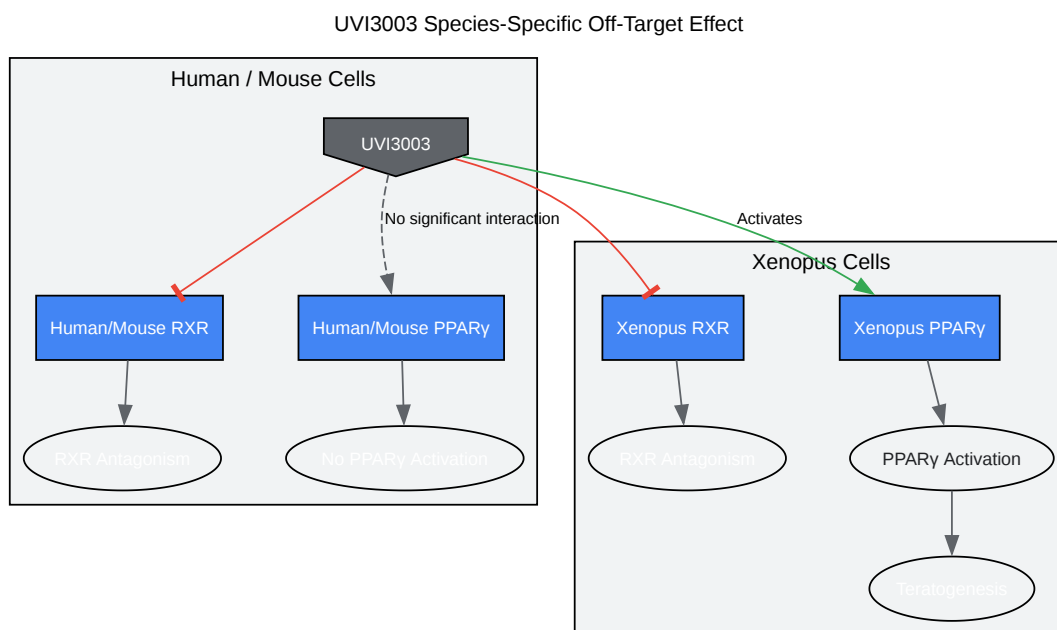 UVI3003 Species-Specific Off-Target Effect
Human / Mouse Cells
UVI3003
No significant interaction
Activates
Xenopus Cells
Human/Mouse RXR
Human/Mouse PPARγ
Xenopus RXR
Xenopus PPARγ
RXR Antagonism
No PPARγ Activation
RXR Antagonism
PPARγ Activation
Teratogenesis